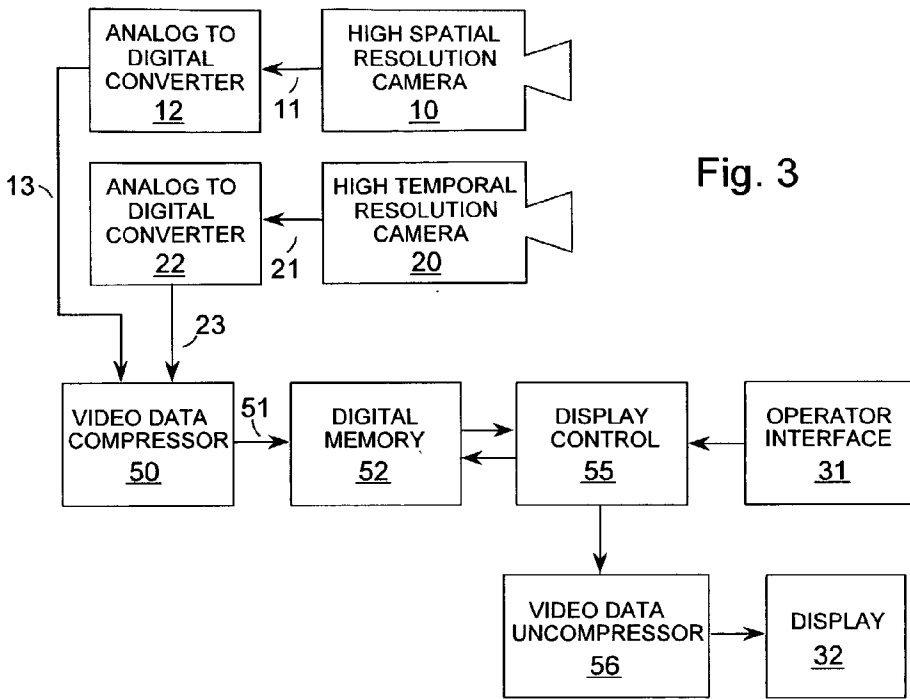 ANALOG TO
DIGITAL
CONVERTER
12
11
HIGH SPATIAL
RESOLUTION
CAMERA
10
13
ANALOG TO
DIGITAL
CONVERTER
22
21
HIGH TEMPORAL
RESOLUTION
CAMERA
20
Fig. 3
23
VIDEO DATA
COMPRESSOR
50
51
DIGITAL
MEMORY
52
DISPLAY
CONTROL
55
OPERATOR
INTERFACE
31
VIDEO DATA
UNCOMPRESSOR
56
DISPLAY
32